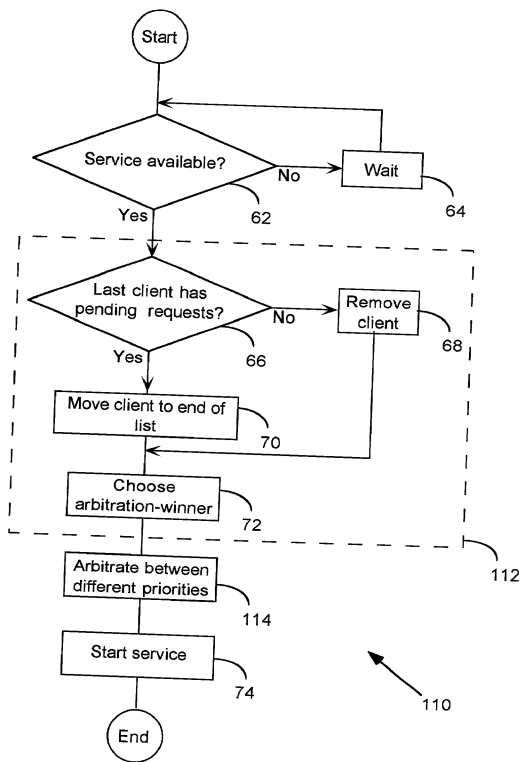 Start
Service available?
No
Wait
Yes
62
64
Last client has
pending requests?
No
Remove
client
Yes
66
68
Move client to end of
list
70
Choose
arbitration-winner
72
112
Arbitrate between
different priorities
114
Start service
74
110
End